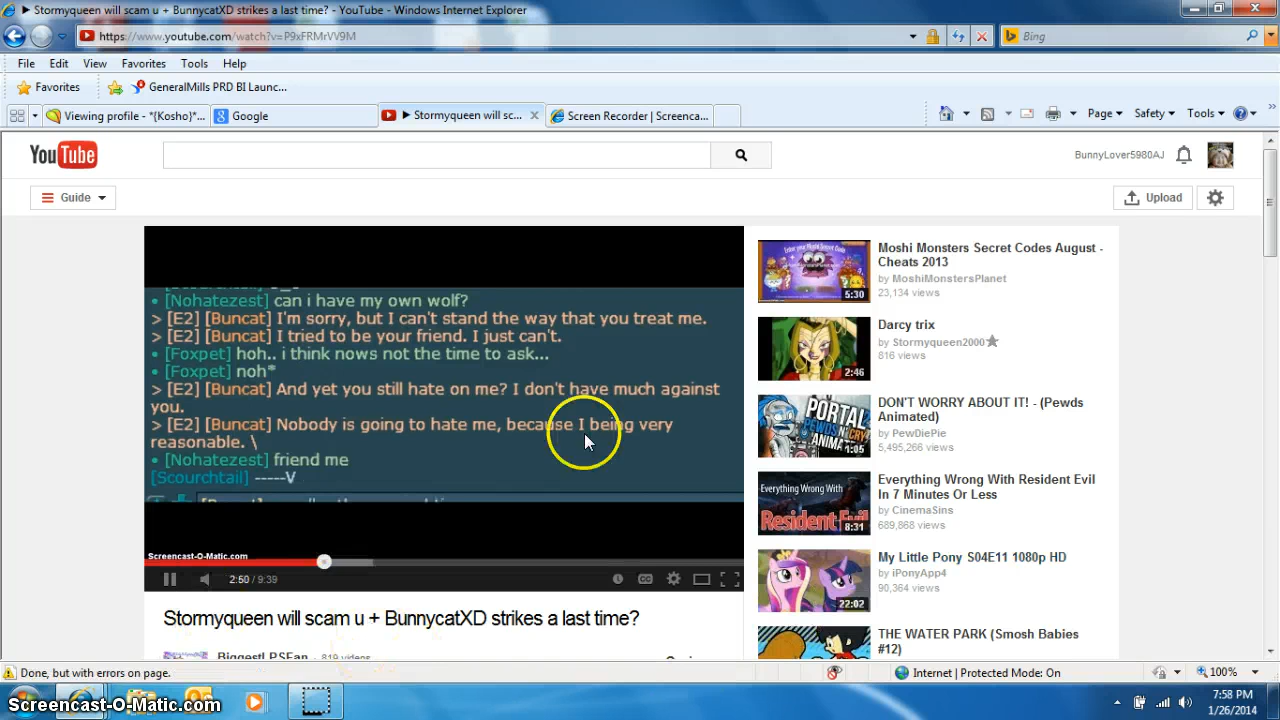 ▶ Stormyqueen will scam u + BunnycatXD strikes a last time? - YouTube - Windows Internet Explorer
https://www.youtube.com/watch?v=P9xFRMrVV9M
Bing
File Edit View Favorites Tools Help
Favorites GeneralMills PRD BI Launc...
Viewing profile - *{Kosho}*... Google ▶ Stormyqueen will sc... Screen Recorder | Screenca... Page Safety Tools
YouTube
BunnyLover5980AJ
Guide
Upload
• [Nohatezest] can i have my own wolf?
> [E2] [Buncat] I'm sorry, but I can't stand the way that you treat me.
> [E2] [Buncat] I tried to be your friend. I just can't.
• [Foxpet] hoh.. i think nows not the time to ask...
• [Foxpet] noh*
> [E2] [Buncat] And yet you still hate on me? I don't have much against
you.
> [E2] [Buncat] Nobody is going to hate me, because I being very
reasonable. \
• [Nohatezest] friend me
[Scourchtail] -----V
Screencast-O-Matic.com
2:50 / 9:39
Stormyqueen will scam u + BunnycatXD strikes a last time?
BiggestLPSFan · 819 videos
Moshi Monsters Secret Codes August -
Cheats 2013
by MoshiMonstersPlanet
23,134 views
5:30
Darcy trix
by Stormyqueen2000★
816 views
2:46
DON'T WORRY ABOUT IT! - (Pewds
Animated)
by PewDiePie
5,495,266 views
PORTAL
1:05
Everything Wrong With Resident Evil
In 7 Minutes Or Less
by CinemaSins
689,868 views
Everything Wrong With
Resident Evil
8:31
My Little Pony S04E11 1080p HD
by iPonyApp4
90,364 views
22:02
THE WATER PARK (Smosh Babies
#12)
Done, but with errors on page.
Internet | Protected Mode: On
100%
Screencast-O-Matic.com
7:58 PM
1/26/2014